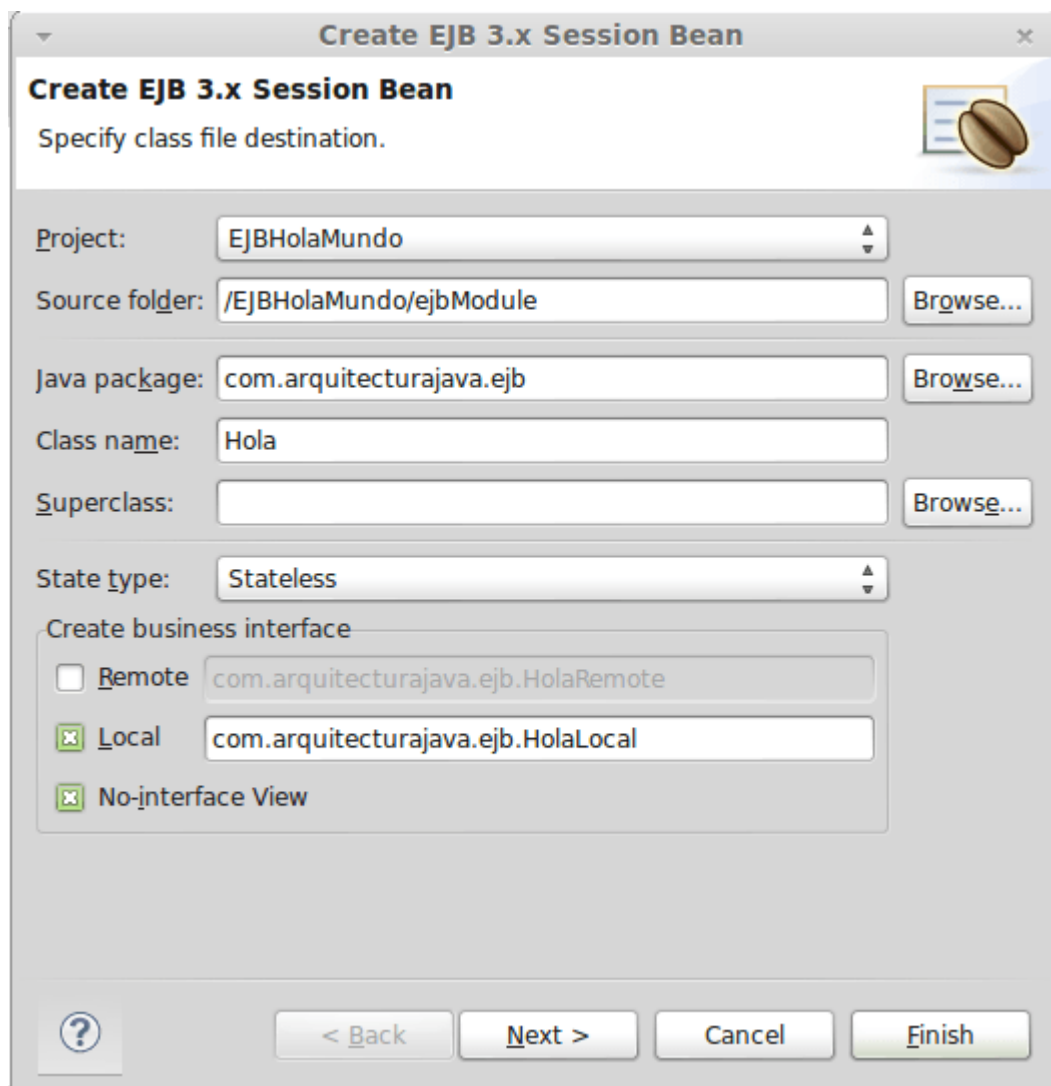 Create EJB 3.x Session Bean
Create EJB 3.x Session Bean
Specify class file destination.
Project: EJBHolaMundo
Source folder: /EJBHolaMundo/ejbModule Browse...
Java package: com.arquitecturajava.ejb Browse...
Class name: Hola
Superclass: Browse...
State type: Stateless
Create business interface
Remote com.arquitecturajava.ejb.HolaRemote
Local com.arquitecturajava.ejb.HolaLocal
No-interface View
? < Back Next > Cancel Finish